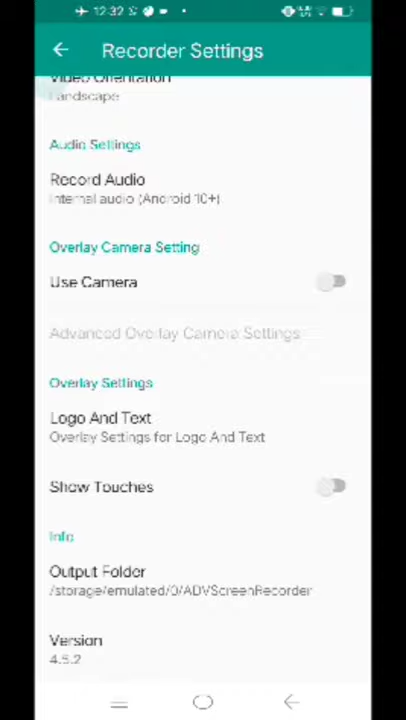 12:32
Recorder Settings
Video Orientation
Landscape
Audio Settings
Record Audio
Internal audio (Android 10+)
Overlay Camera Setting
Use Camera
Advanced Overlay Camera Settings
Overlay Settings
Logo And Text
Overlay Settings for Logo And Text
Show Touches
Info
Output Folder
/storage/emulated/0/ADVScreenRecorder
Version
4.5.2